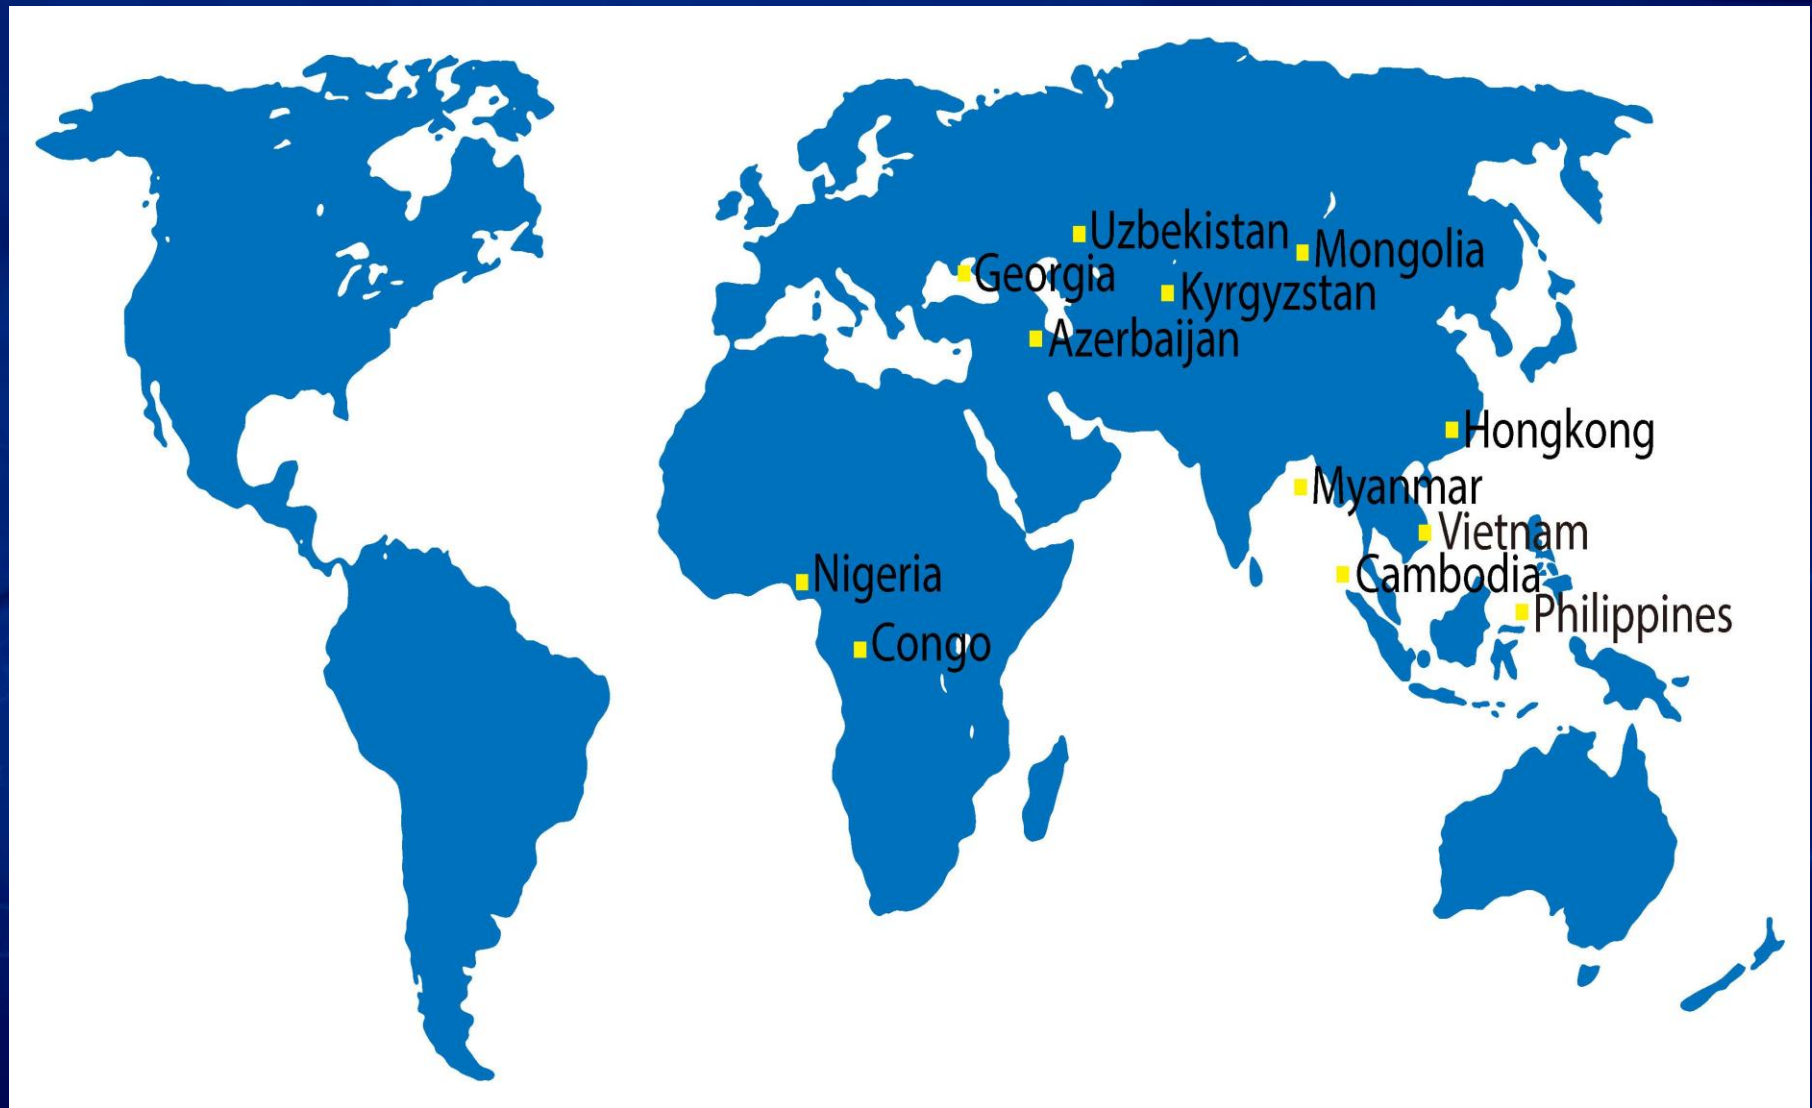 Uzbekistan
Mongolia
Georgia
Kyrgyzstan
Azerbaijan
Hongkong
Myanmar
Vietnam
Nigeria
Cambodia
Philippines
Congo